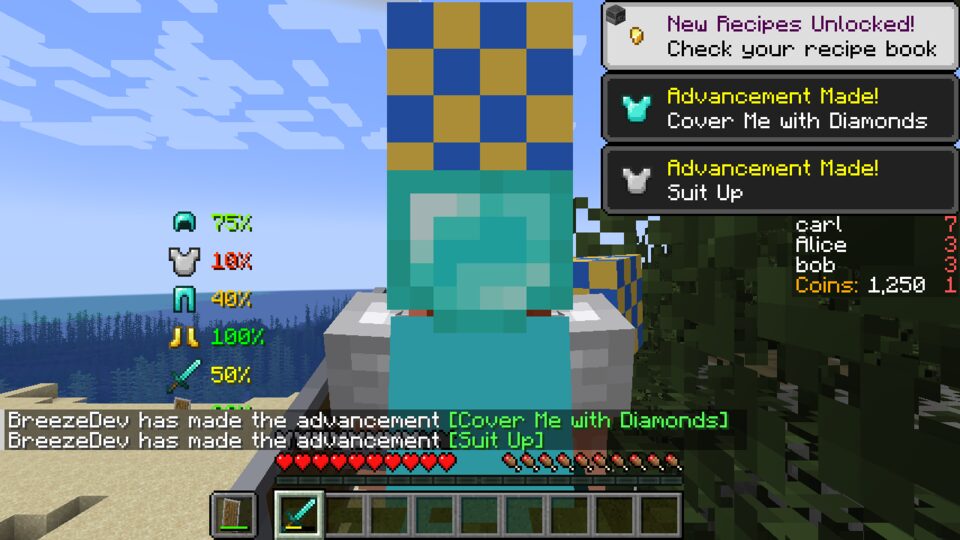 New Recipes Unlocked!
Check your recipe book
Advancement Made!
Cover Me with Diamonds
Advancement Made!
Suit Up
carl 7
Alice 3
bob 3
Coins: 1,250 1
75%
10%
40%
100%
50%
BreezeDev has made the advancement [Cover Me with Diamonds]
BreezeDev has made the advancement [Suit Up]